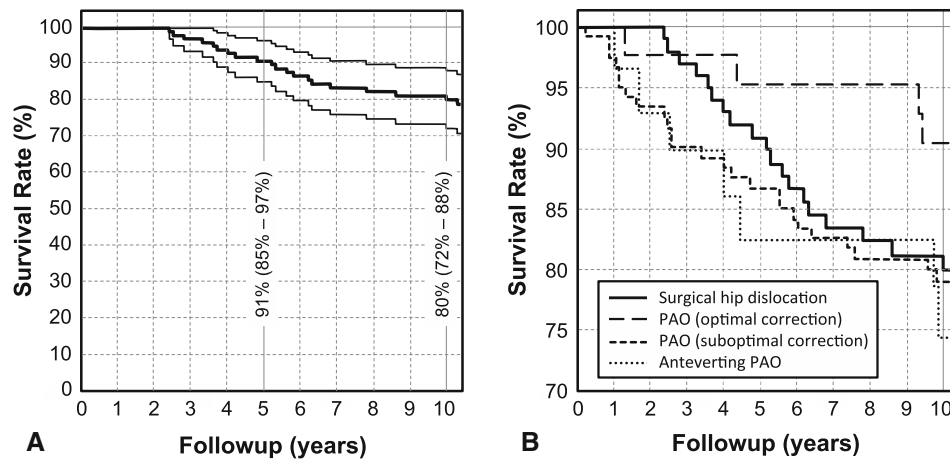 100
90
80
70
60
50
40
30
20
10
0
Survival Rate (%)
91% (85% – 97%)
80% (72% – 88%)
0 1 2 3 4 5 6 7 8 9 10
A
Followup (years)
100
95
90
85
80
75
70
Survival Rate (%)
Surgical hip dislocation
PAO (optimal correction)
PAO (suboptimal correction)
Anteverting PAO
0 1 2 3 4 5 6 7 8 9 10
B
Followup (years)